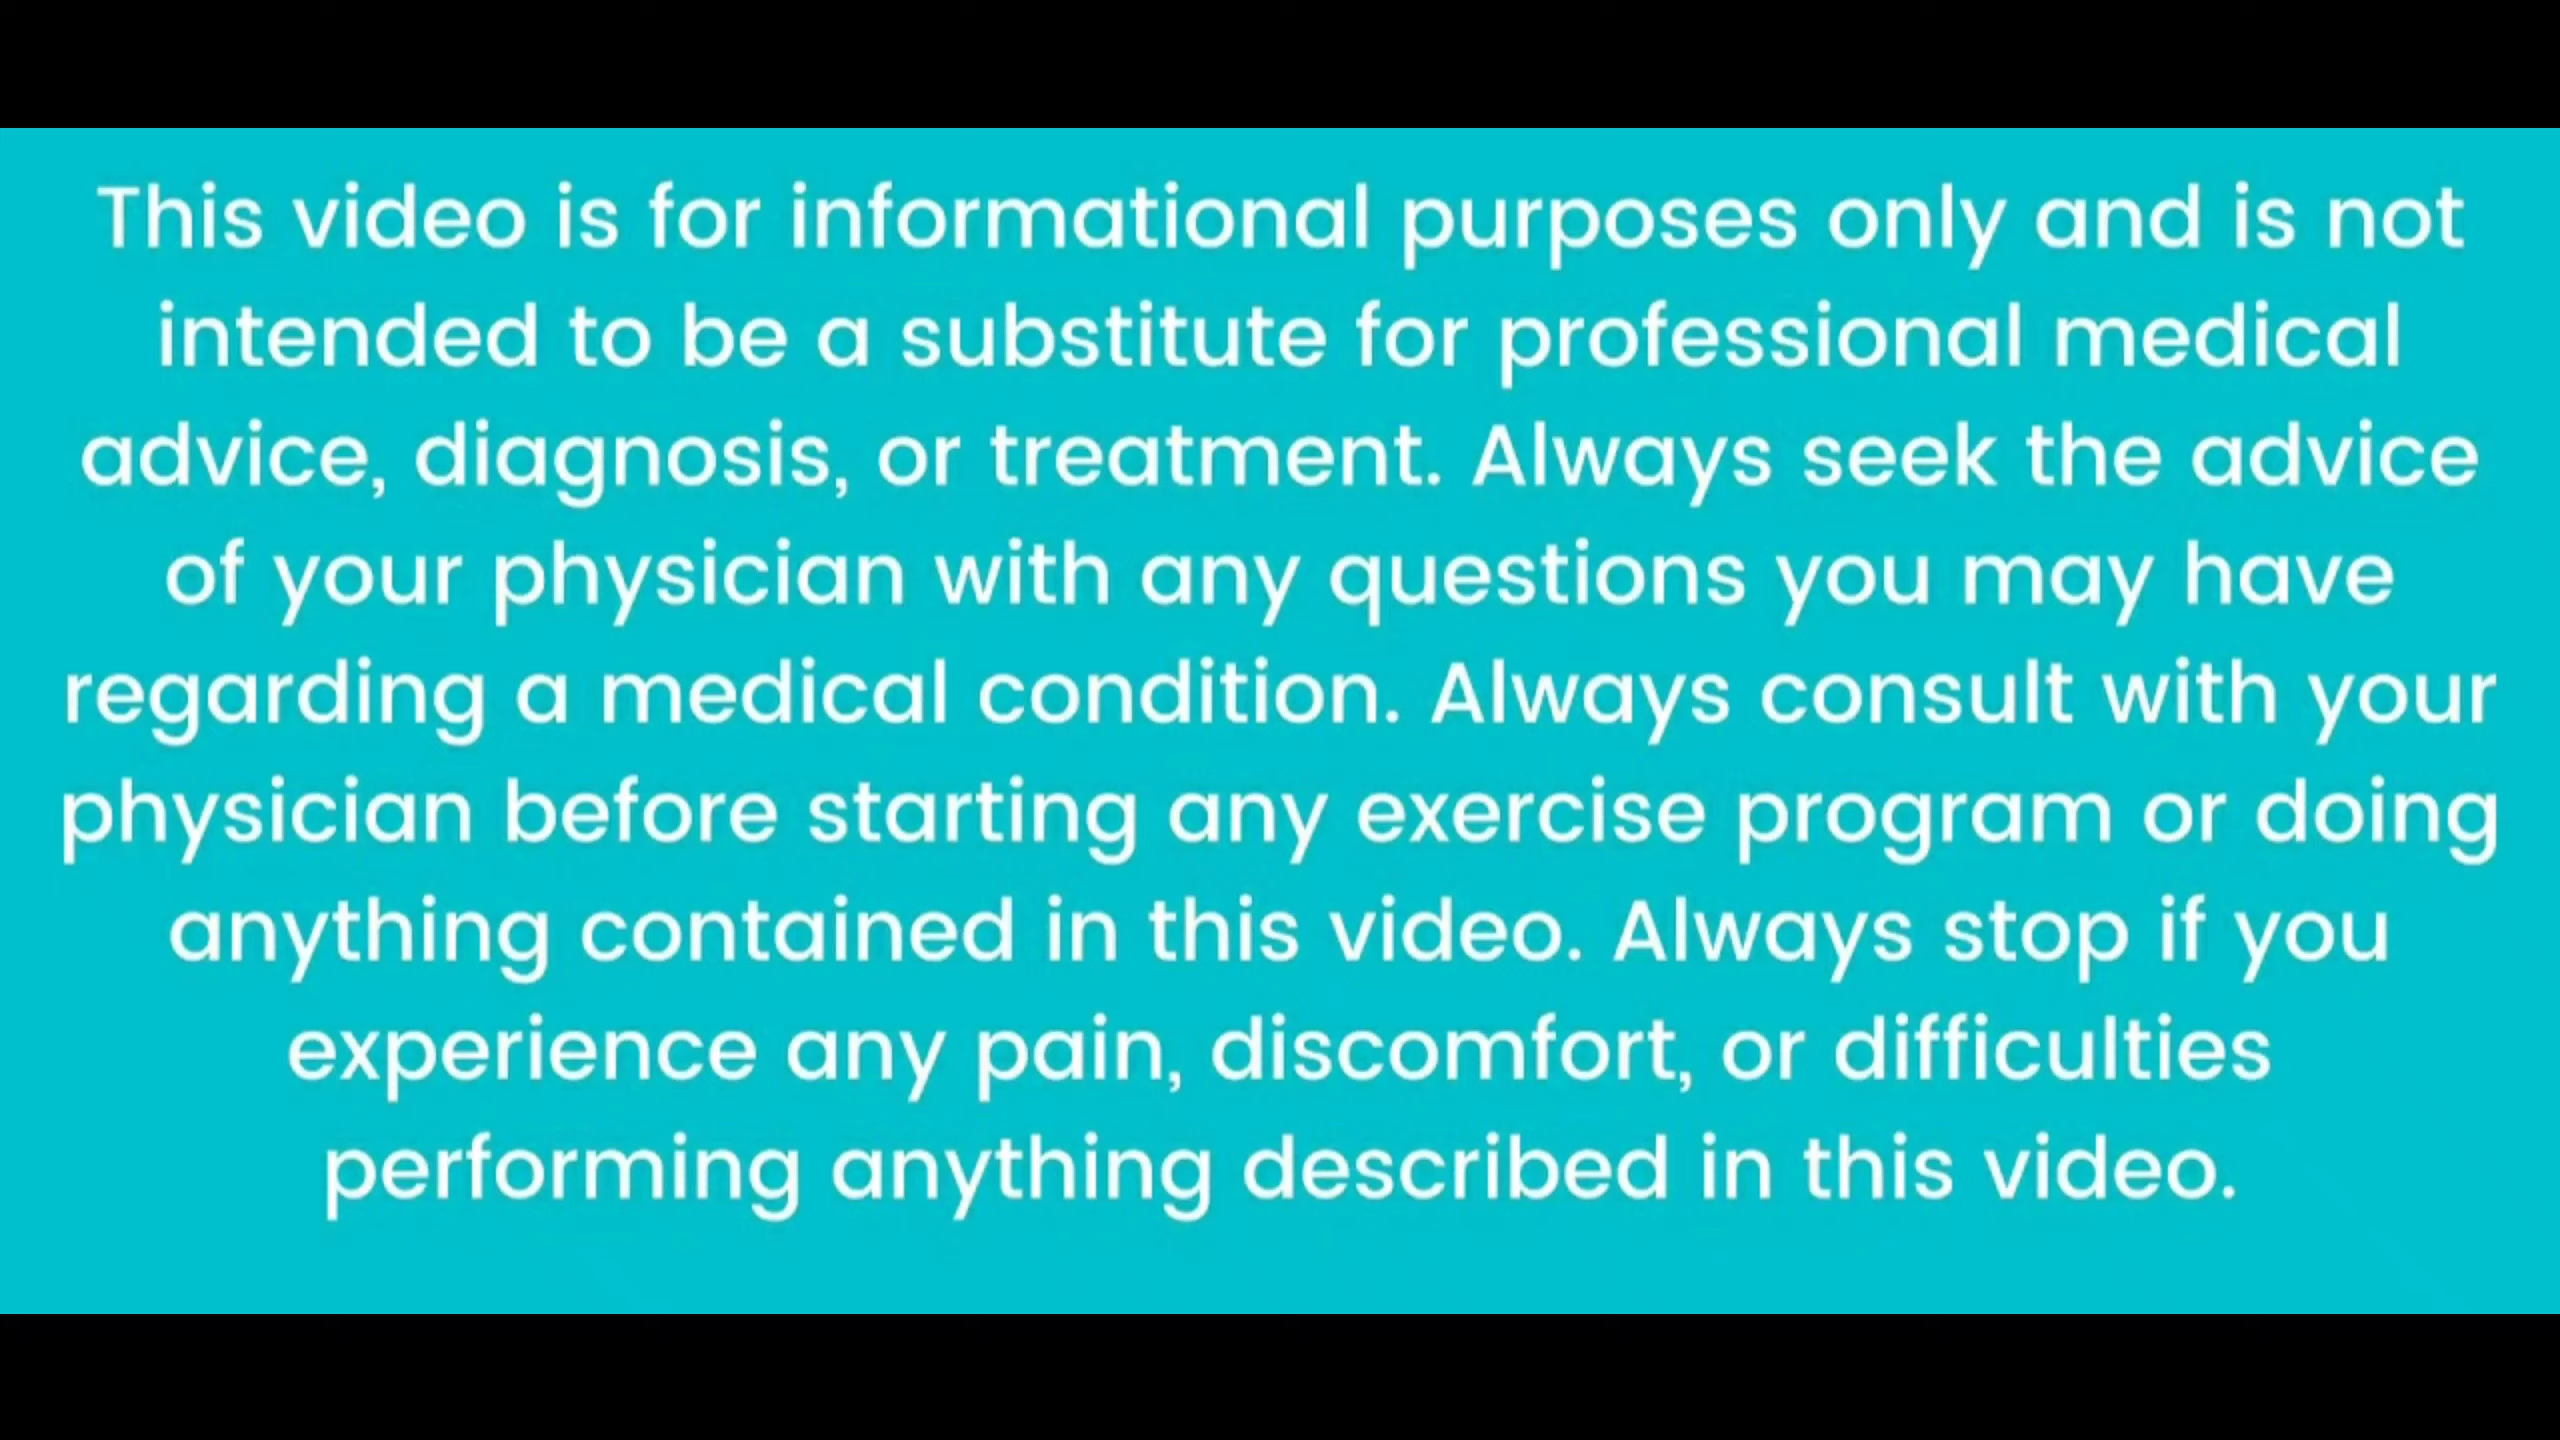 This video is for informational purposes only and is not
intended to be a substitute for professional medical
advice, diagnosis, or treatment. Always seek the advice
of your physician with any questions you may have
regarding a medical condition. Always consult with your
physician before starting any exercise program or doing
anything contained in this video. Always stop if you
experience any pain, discomfort, or difficulties
performing anything described in this video.